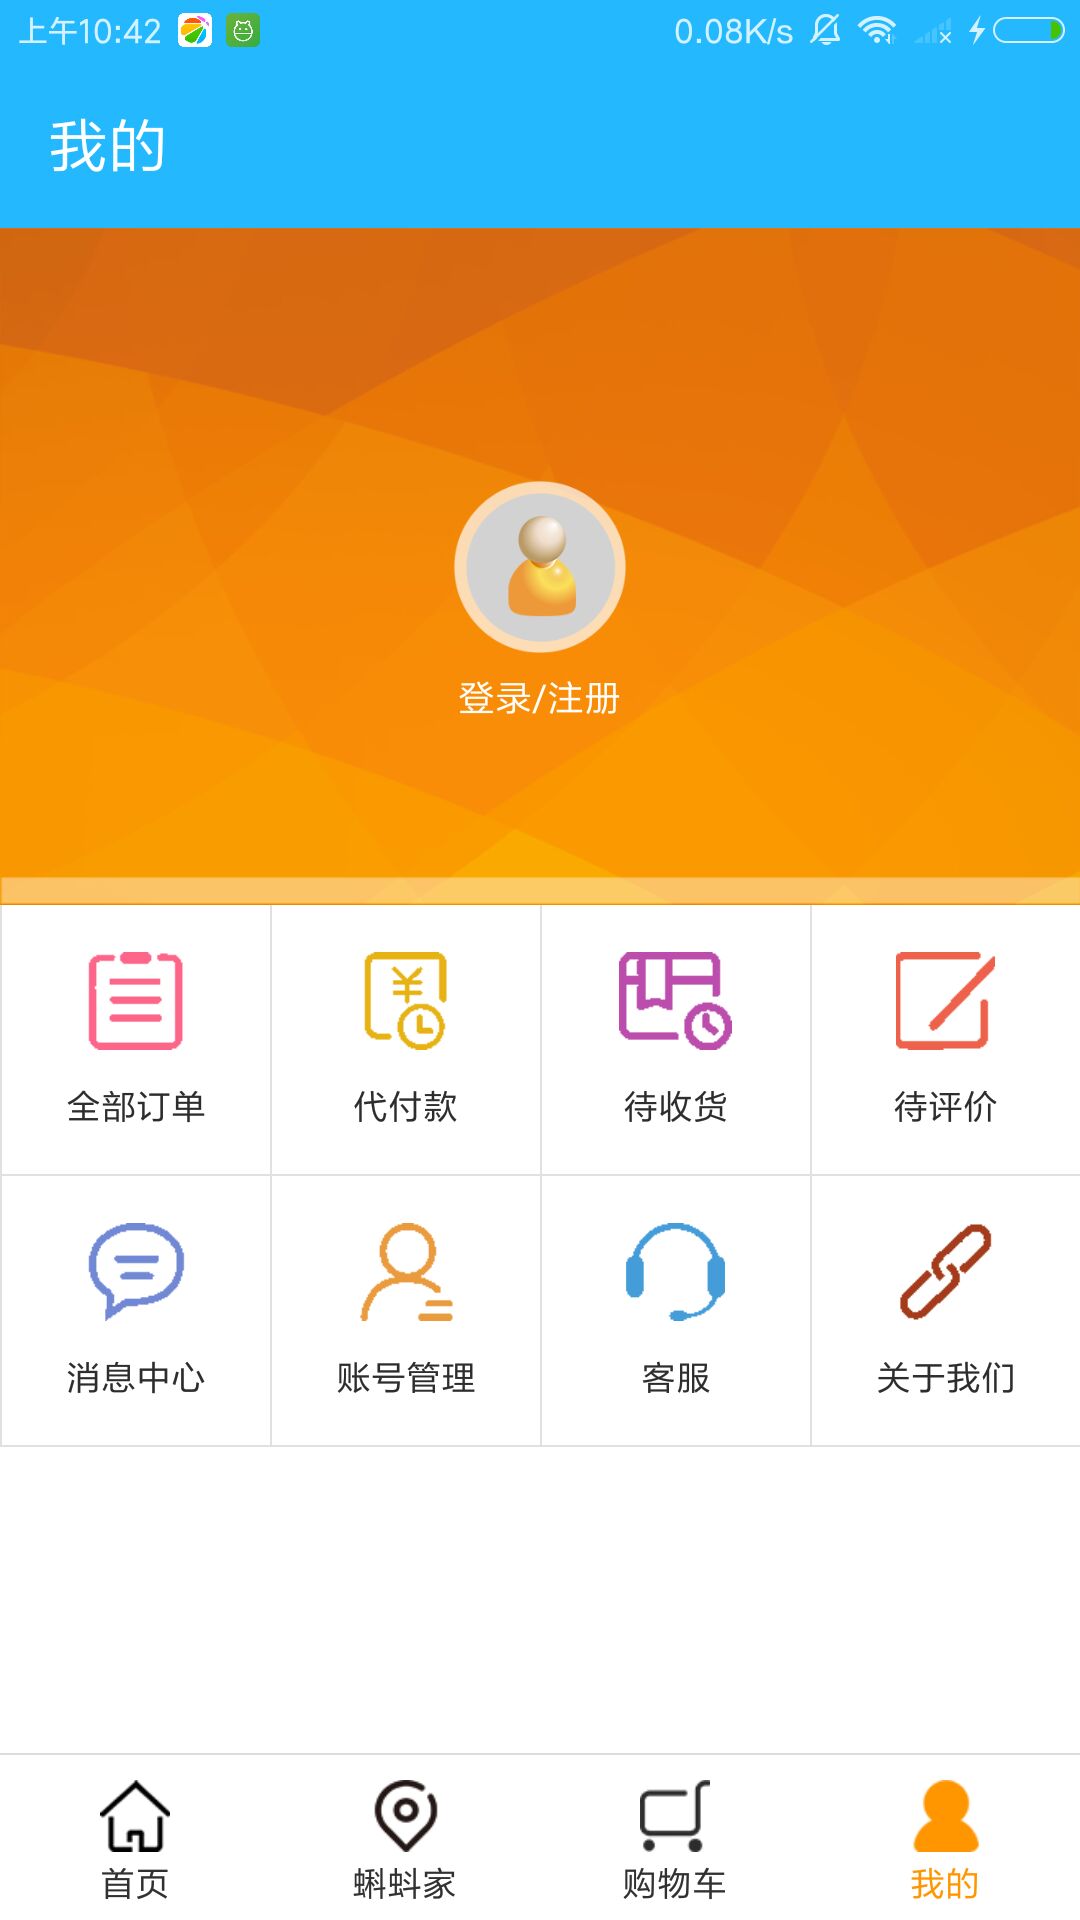 上午10:42 0.08K/s
我的
登录/注册
全部订单 代付款 待收货 待评价
消息中心 账号管理 客服 关于我们
首页 蝌蚪家 购物车 我的